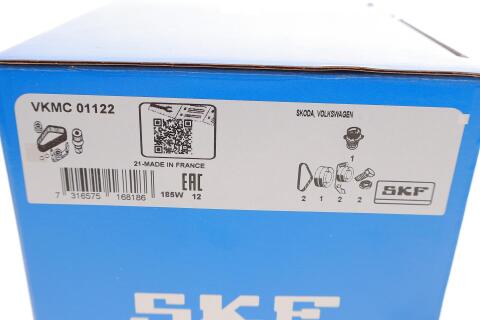 VKMC 01122
SKODA, VOLKSWAGEN
21-MADE IN FRANCE
1
2 1 2 2
SKF
7 316575 168186
185W
EAC
12
SKF